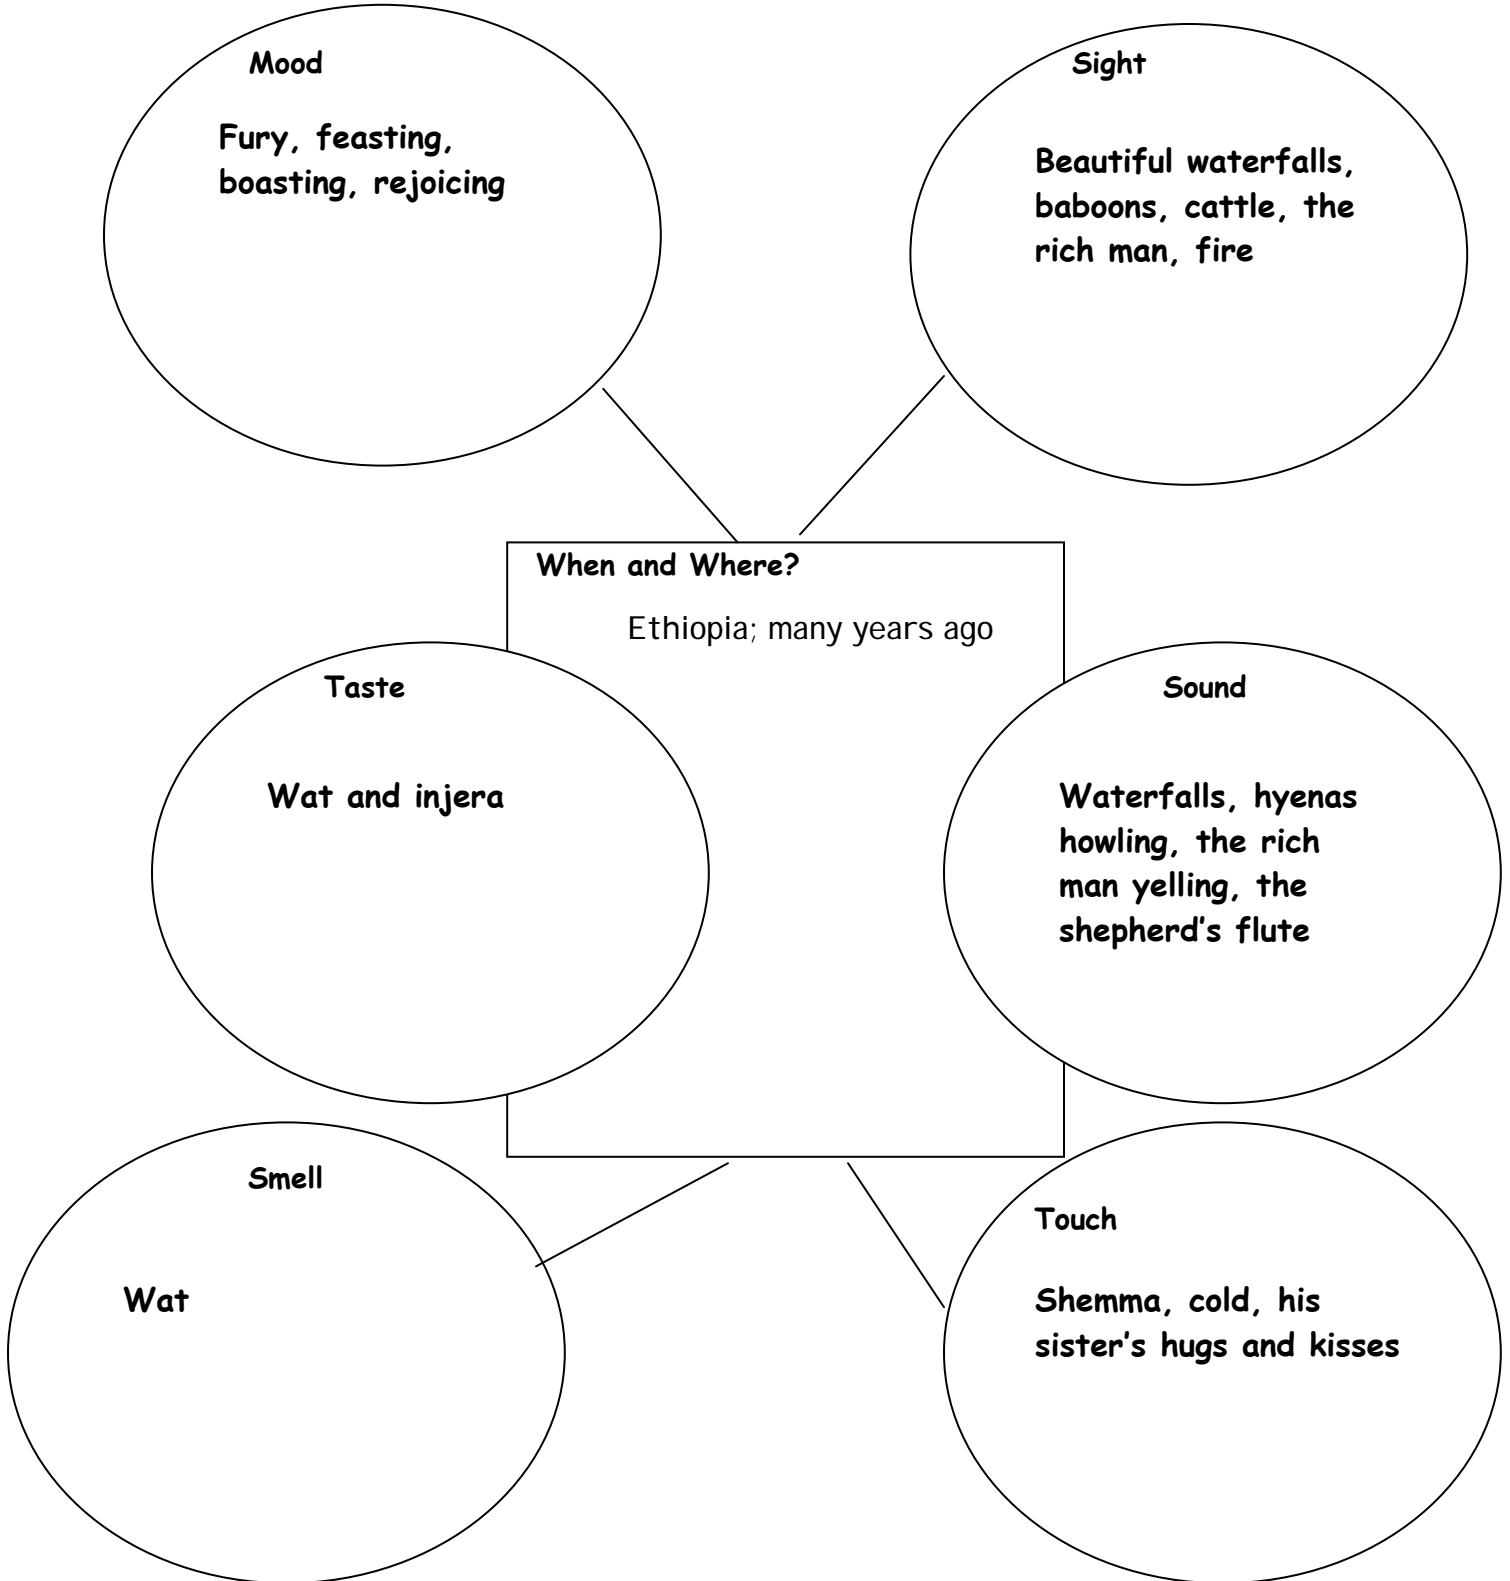 Mood
Fury, feasting,
boasting, rejoicing
Sight
Beautiful waterfalls,
baboons, cattle, the
rich man, fire
When and Where?
Ethiopia; many years ago
Taste
Wat and injera
Sound
Waterfalls, hyenas
howling, the rich
man yelling, the
shepherd's flute
Smell
Wat
Touch
Shemma, cold, his
sister's hugs and kisses